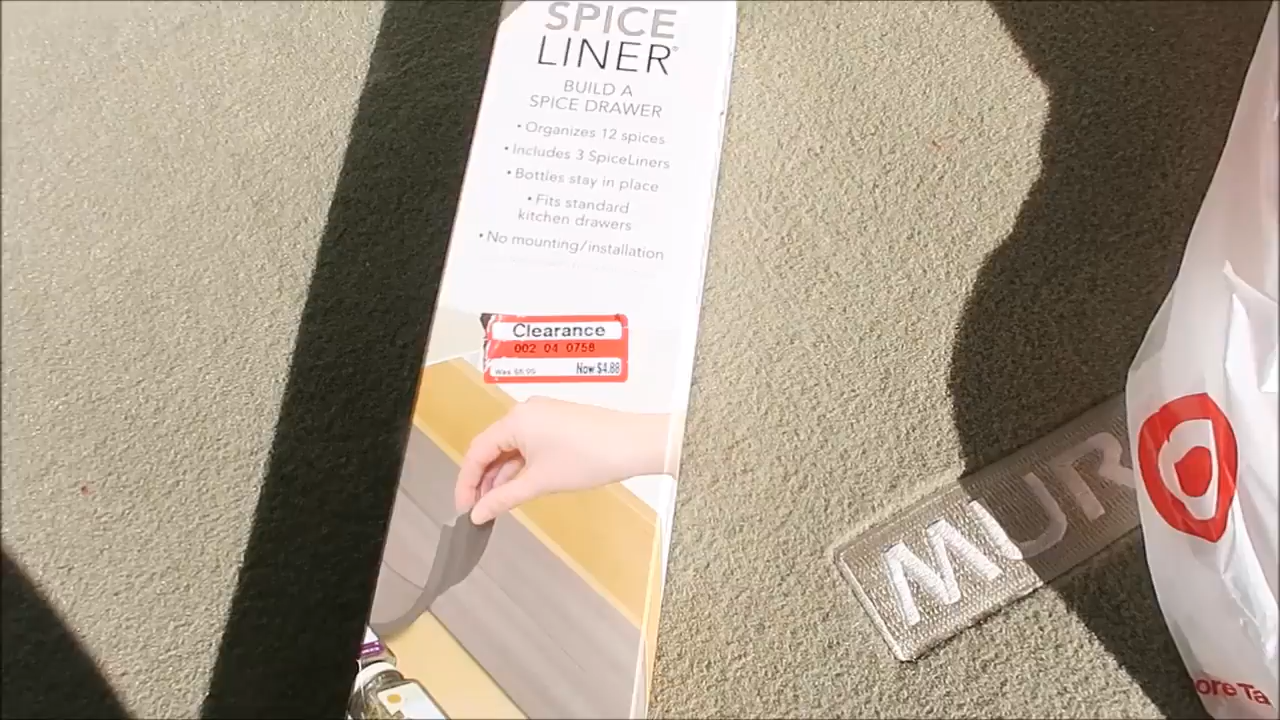 SPICE
LINER®
BUILD A
SPICE DRAWER
• Organizes 12 spices
• Includes 3 SpiceLiners
• Bottles stay in place
• Fits standard
kitchen drawers
• No mounting/installation
Clearance
002 04 0758
Was Now $4.88
MUR
ore Ta